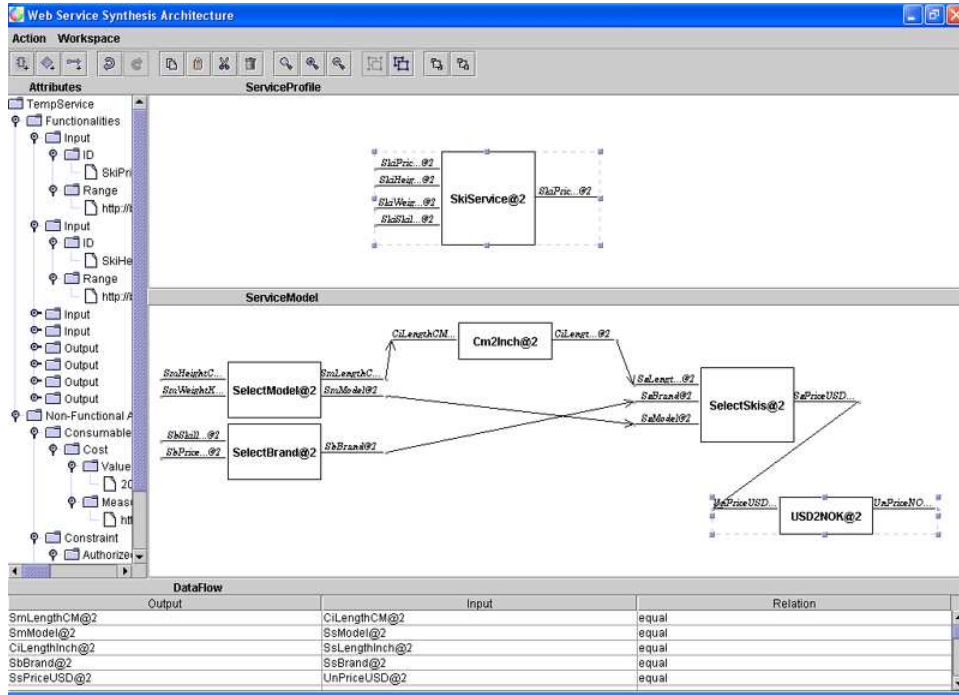 Web Service Synthesis Architecture
Action Workspace
Attributes
ServiceProfile
TempService
Functionalities
Input
ID
SkiPri
Range
http://
Input
ID
SkiHe
Range
http://
Input
Input
Output
Output
Output
Output
Non-Functional A
Consumable
Cost
Value
20
Meas
htt
Constraint
Authorize
SkiPric...@2
SkiHeig...@2
SkiWeig...@2
SkiSkil...@2
SkiService@2
SkiPric...@2
ServiceModel
CiLengthCM...
Cm2Inch@2
CiLengt...@2
SmHeightC...
SmWeightK...
SelectModel@2
SmLengthC...
SmModel@2
SsLengt...@2
SsBrand@2
SsModel@2
SelectSkis@2
SsPriceUSD...
SbSkill...@2
SbPrice...@2
SelectBrand@2
SbBrand@2
UnPriceUSD...
USD2NOK@2
UnPriceNO...
DataFlow
Output Input Relation
SmLengthCM@2 CiLengthCM@2 equal
SmModel@2 SsModel@2 equal
CiLengthInch@2 SsLengthInch@2 equal
SbBrand@2 SsBrand@2 equal
SsPriceUSD@2 UnPriceUSD@2 equal